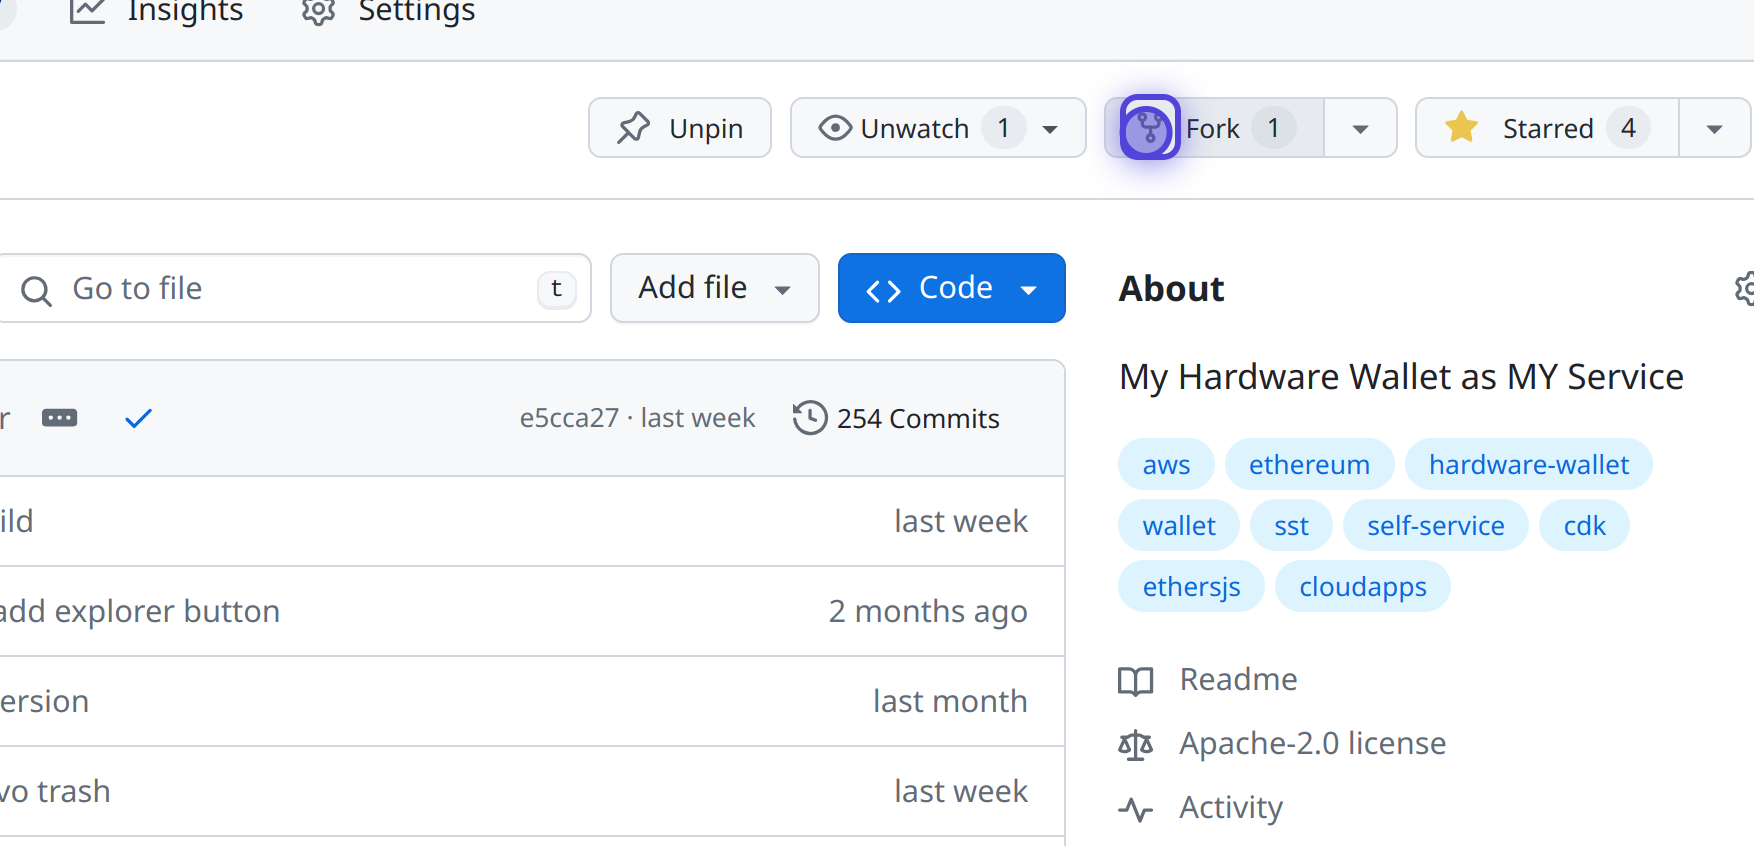 Insights Settings
Unpin Unwatch 1 Fork 1 Starred 4
Go to file t Add file Code About
My Hardware Wallet as MY Service
r e5cca27 · last week 254 Commits
aws ethereum hardware-wallet
ild last week
wallet sst self-service cdk
ethersjs cloudapps
add explorer button 2 months ago
Readme
ersion last month
Apache-2.0 license
vo trash last week
Activity